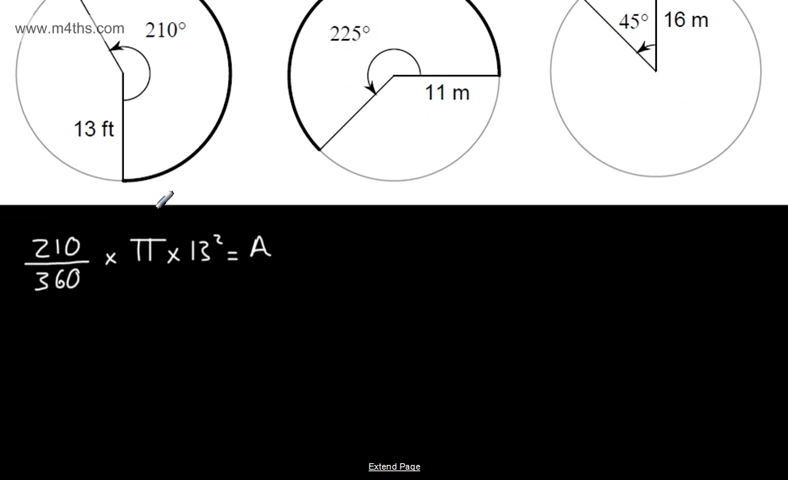 www.m4ths.com
210°
225°
45°
16 m
13 ft
11 m
210/360 × π × 13² = A
Extend Page